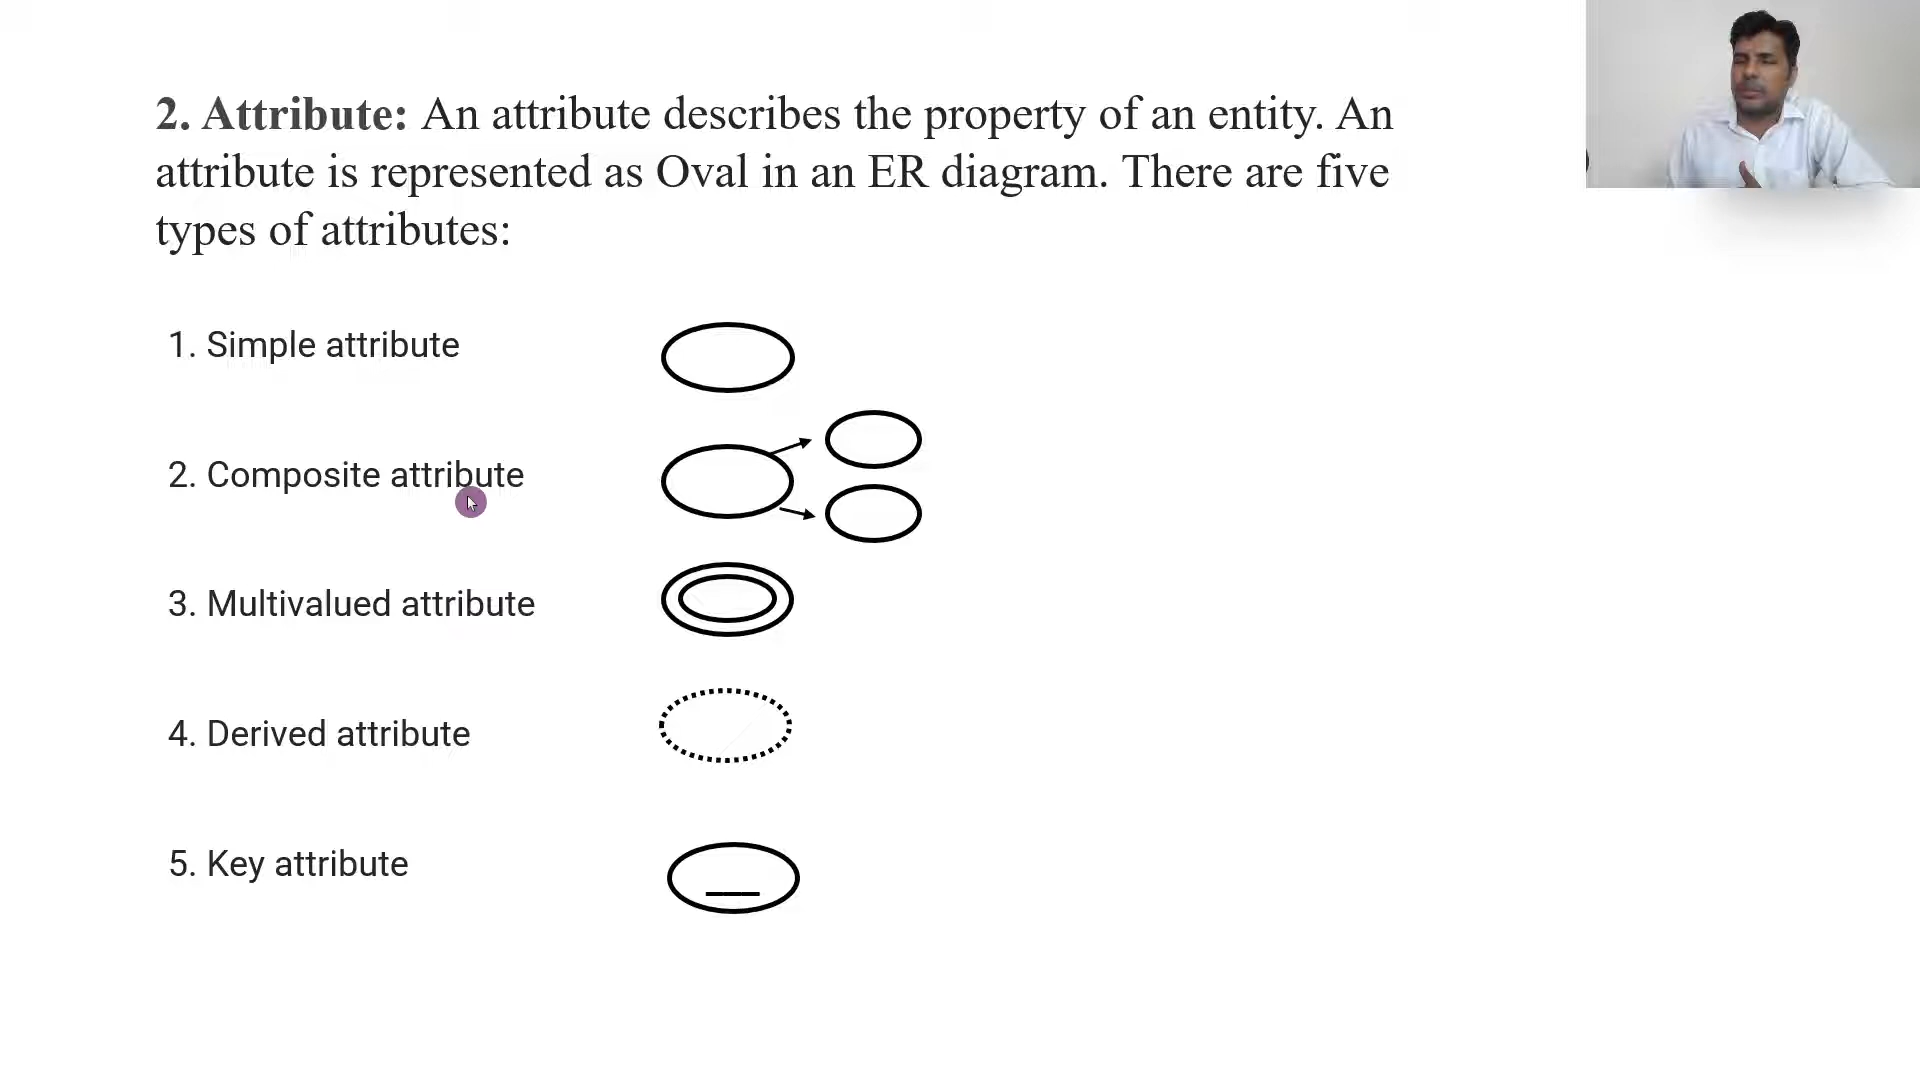 2. Attribute: An attribute describes the property of an entity. An
attribute is represented as Oval in an ER diagram. There are five
types of attributes:
1. Simple attribute
2. Composite attribute
3. Multivalued attribute
4. Derived attribute
5. Key attribute